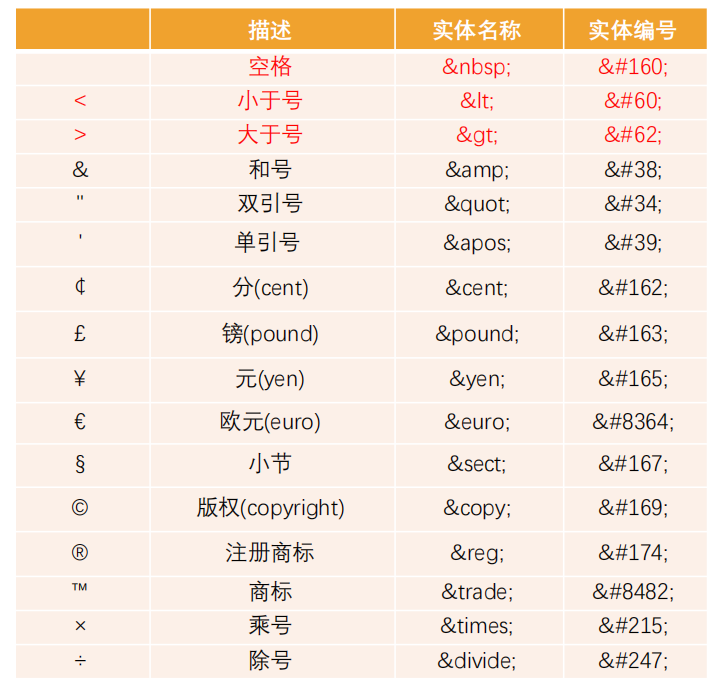 描述 实体名称 实体编号
空格 &nbsp; &#160;
< 小于号 &lt; &#60;
> 大于号 &gt; &#62;
& 和号 &amp; &#38;
" 双引号 &quot; &#34;
' 单引号 &apos; &#39;
￠ 分(cent) &cent; &#162;
£ 镑(pound) &pound; &#163;
¥ 元(yen) &yen; &#165;
€ 欧元(euro) &euro; &#8364;
§ 小节 &sect; &#167;
© 版权(copyright) &copy; &#169;
® 注册商标 &reg; &#174;
™ 商标 &trade; &#8482;
× 乘号 &times; &#215;
÷ 除号 &divide; &#247;